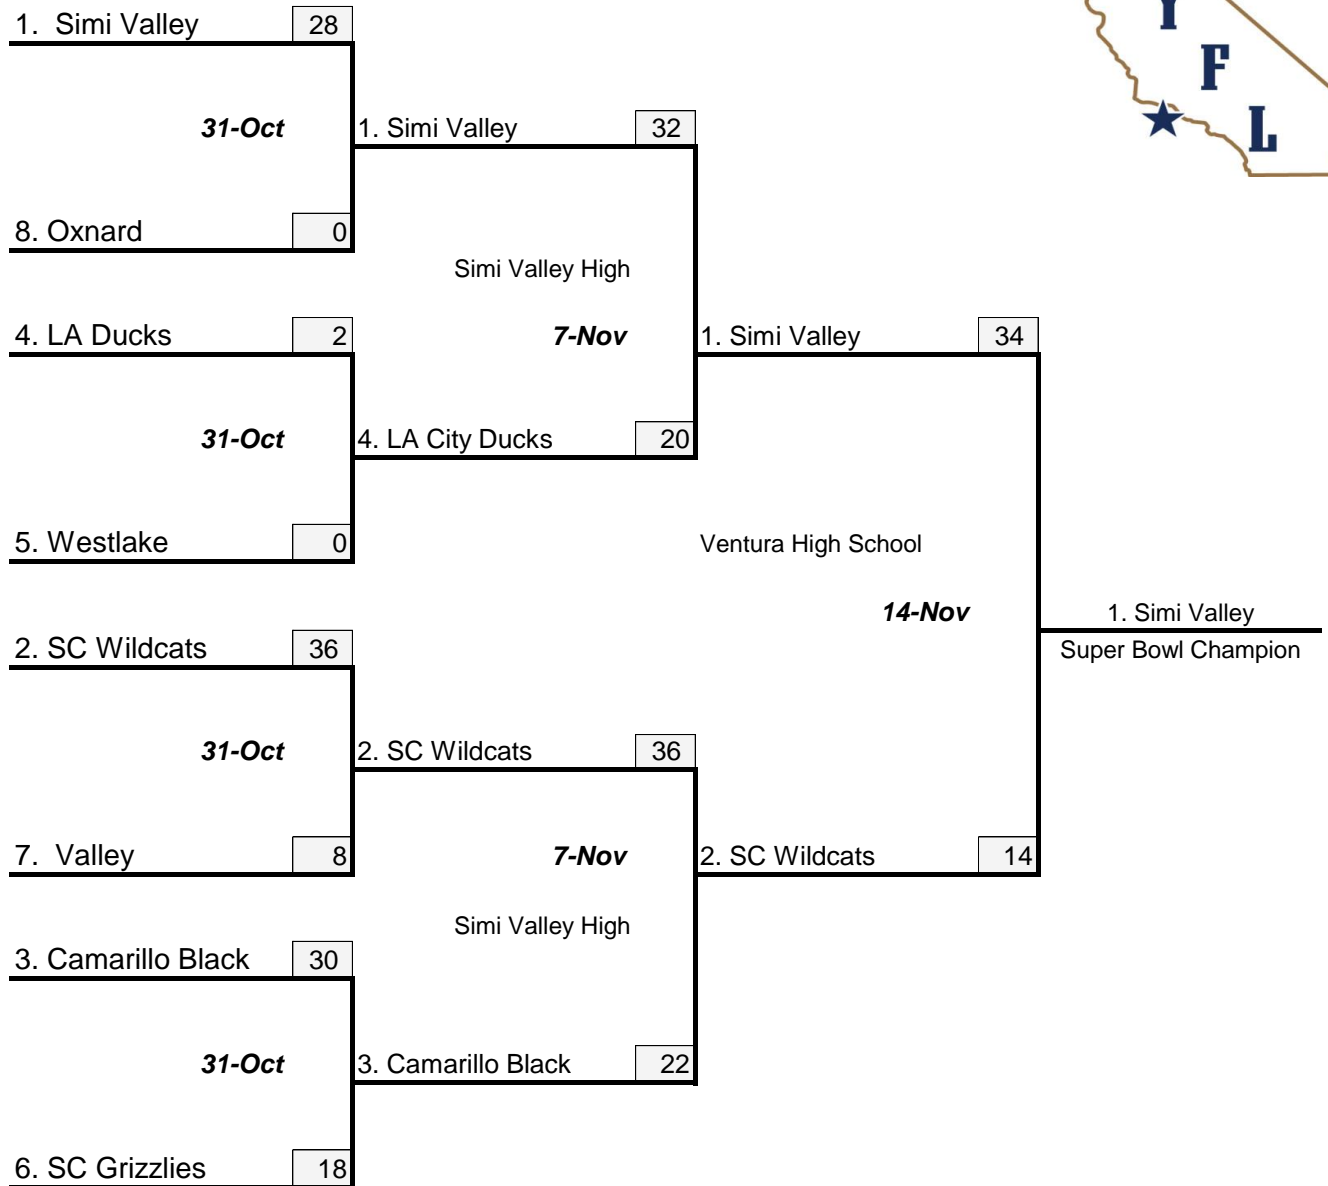 1. Simi Valley 28
31-Oct
8. Oxnard 0
1. Simi Valley 32
Simi Valley High
7-Nov
4. LA Ducks 2
31-Oct
5. Westlake 0
4. LA City Ducks 20
1. Simi Valley 34
Ventura High School
14-Nov
1. Simi Valley
Super Bowl Champion
2. SC Wildcats 36
31-Oct
7. Valley 8
2. SC Wildcats 36
7-Nov
Simi Valley High
3. Camarillo Black 30
31-Oct
6. SC Grizzlies 18
3. Camarillo Black 22
2. SC Wildcats 14
Y
F
L